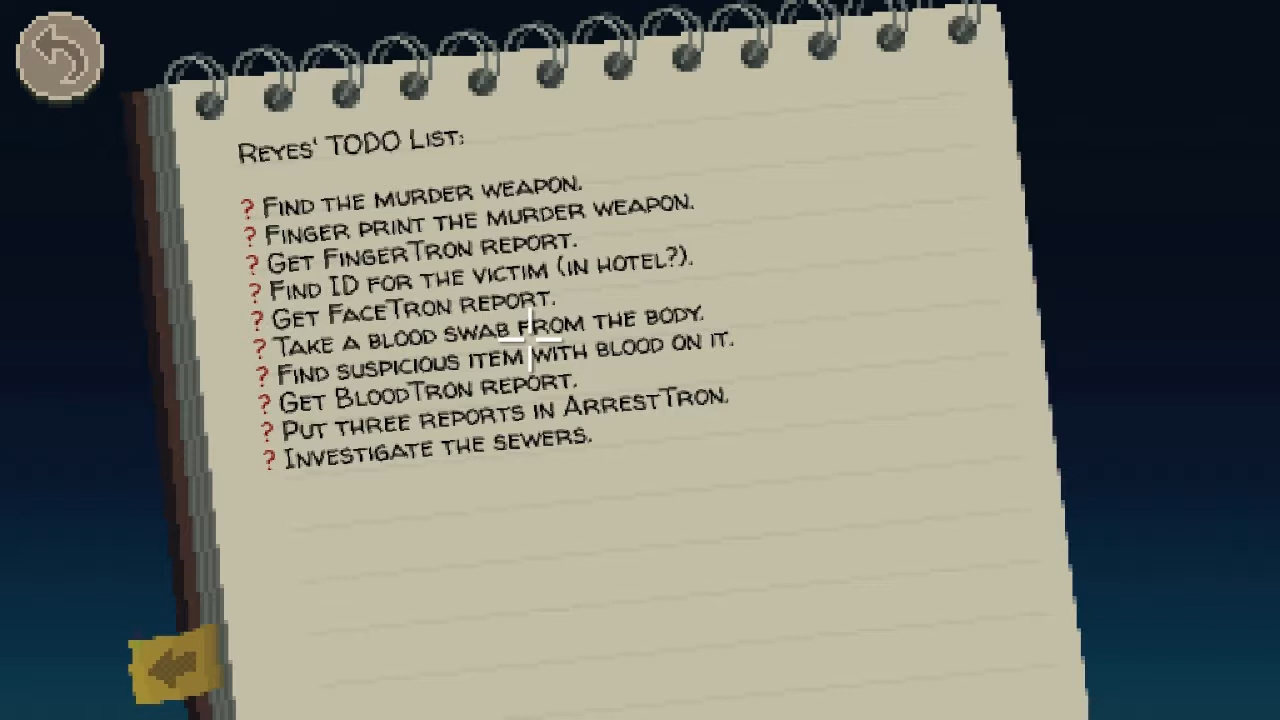 Reyes' TODO List:
? Find the murder weapon.
? Finger print the murder weapon.
? Get FingerTron report.
? Find ID for the victim (in hotel?).
? Get FaceTron report.
? Take a blood swab from the body.
? Find suspicious item with blood on it.
? Get BloodTron report.
? Put three reports in ArrestTron.
? Investigate the sewers.